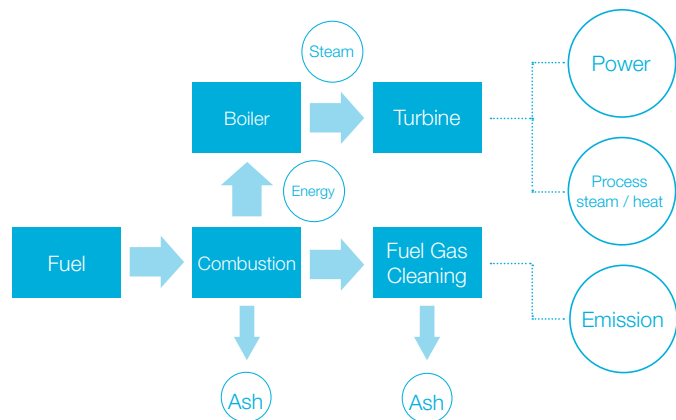 Steam
Power
Boiler
Turbine
Energy
Process
steam / heat
Fuel
Combustion
Fuel Gas
Cleaning
Emission
Ash
Ash